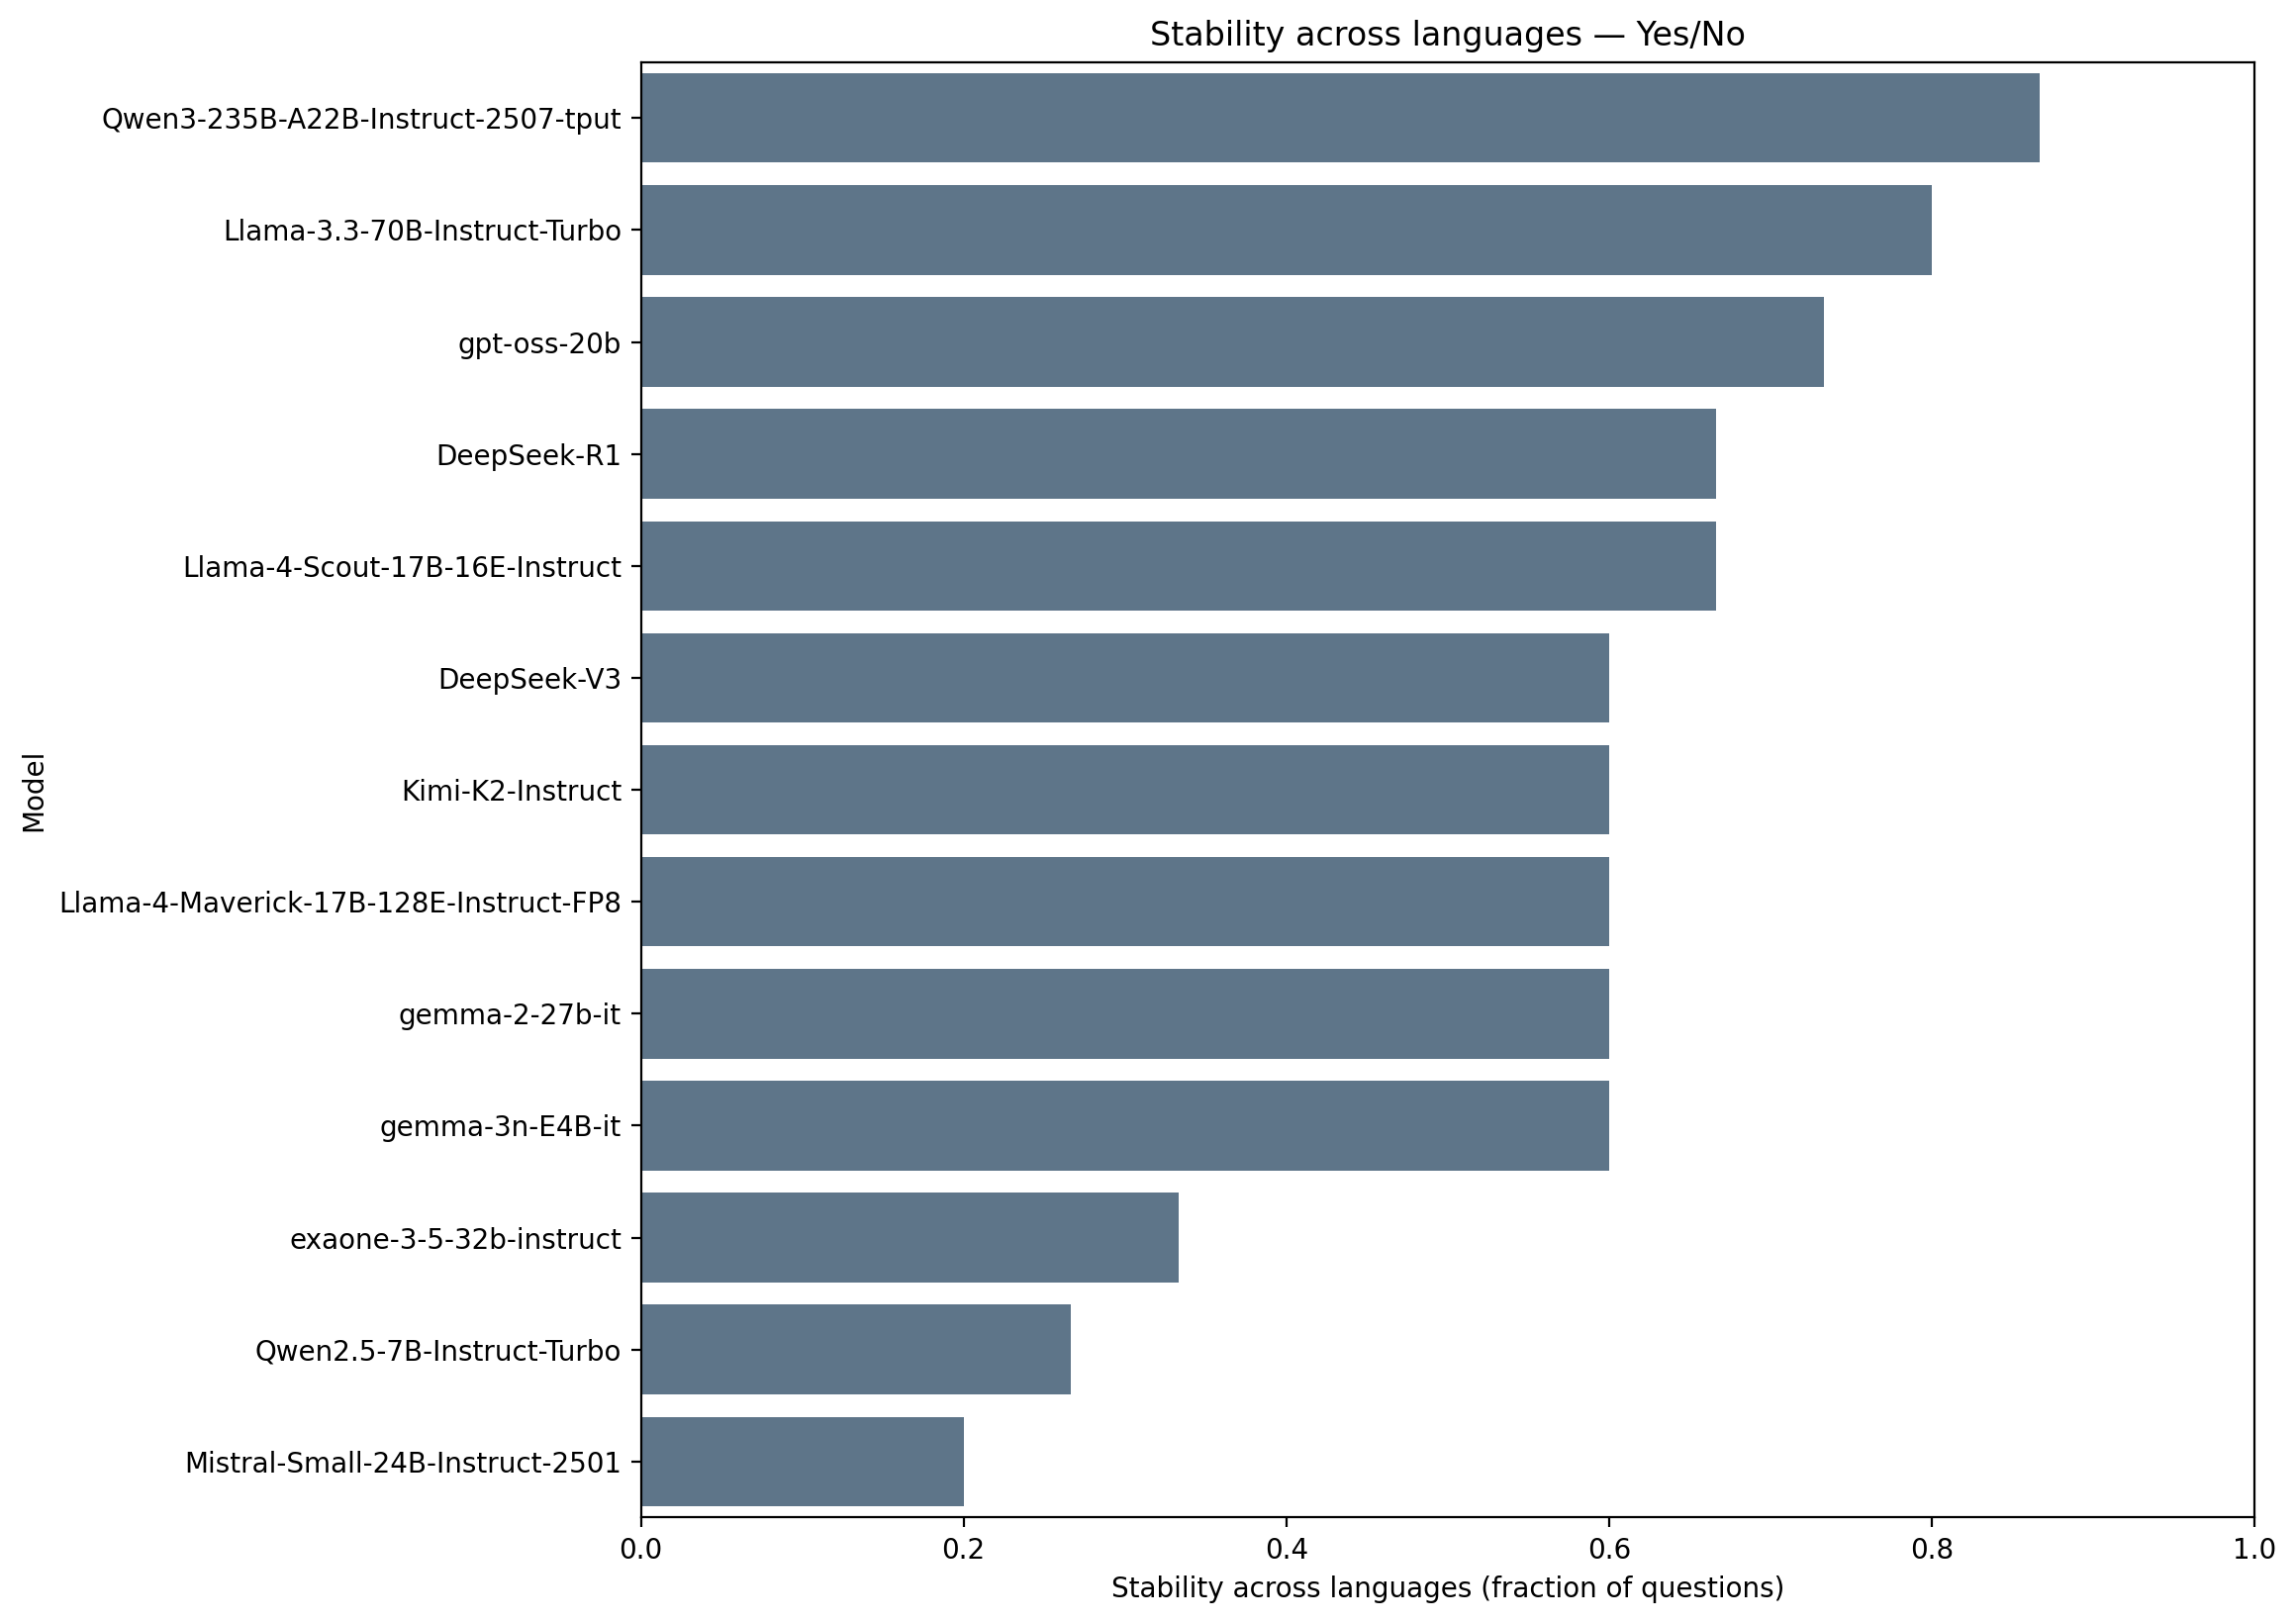 Stability across languages — Yes/No
Qwen3-235B-A22B-Instruct-2507-tput
Llama-3.3-70B-Instruct-Turbo
gpt-oss-20b
DeepSeek-R1
Llama-4-Scout-17B-16E-Instruct
DeepSeek-V3
Kimi-K2-Instruct
Llama-4-Maverick-17B-128E-Instruct-FP8
gemma-2-27b-it
gemma-3n-E4B-it
exaone-3-5-32b-instruct
Qwen2.5-7B-Instruct-Turbo
Mistral-Small-24B-Instruct-2501
Model
0.0 0.2 0.4 0.6 0.8 1.0
Stability across languages (fraction of questions)